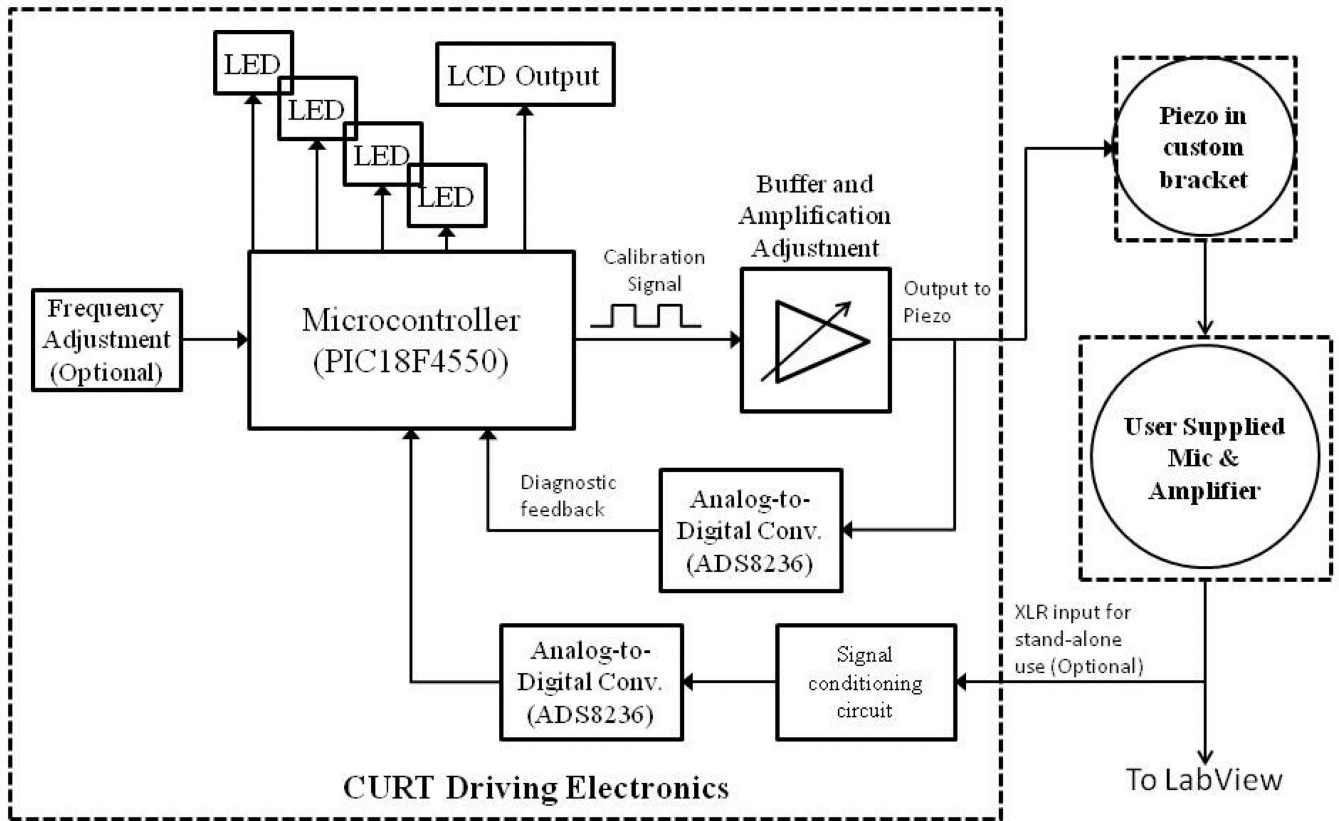 LED
LED
LED
LED
LCD Output
Piezo in
custom
bracket
Buffer and
Amplification
Adjustment
Calibration
Signal
Output to
Piezo
Frequency
Adjustment
(Optional)
Microcontroller
(PIC18F4550)
User Supplied
Mic &
Amplifier
Diagnostic
feedback
Analog-to-
Digital Conv.
(ADS8236)
XLR input for
stand-alone
use (Optional)
Analog-to-
Digital Conv.
(ADS8236)
Signal
conditioning
circuit
CURT Driving Electronics
To LabView